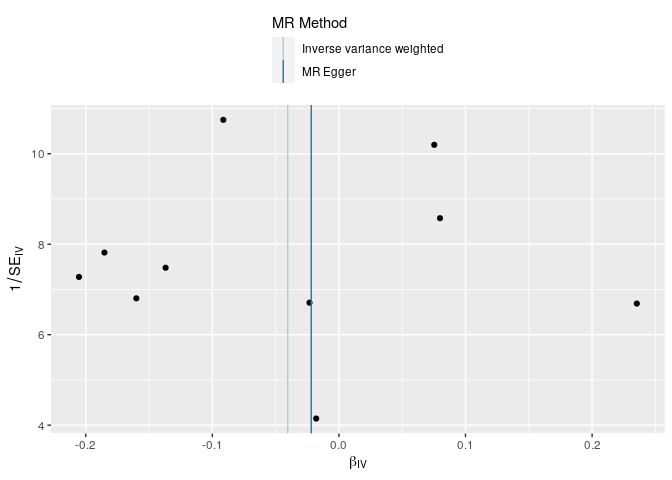 MR Method
Inverse variance weighted
MR Egger
10
8
6
4
1/SE_IV
-0.2
-0.1
0.0
0.1
0.2
β_IV